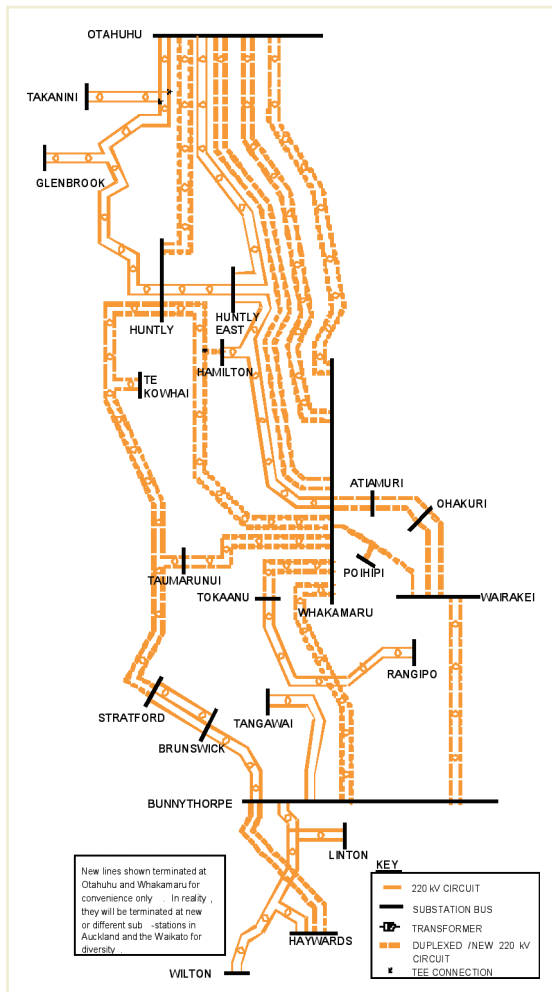 OTAHUHU
TAKANINI
GLENBROOK
HUNTLY
HUNTLY
EAST
HAMILTON
TE
KOWHAI
ATIAMURI
OHAKURI
POIHIPI
TAUMARUNUI
TOKAANU
WHAKAMARU
WAIRAKEI
RANGIPO
STRATFORD
TANGAWAI
BRUNSWICK
BUNNYTHORPE
LINTON
HAYWARDS
WILTON
New lines shown terminated at
Otahuhu and Whakamaru for
convenience only . In reality ,
they will be terminated at new
or different sub -stations in
Auckland and the Waikato for
diversity .
KEY
220 kV CIRCUIT
SUBSTATION BUS
TRANSFORMER
DUPLEXED /NEW 220 kV
CIRCUIT
TEE CONNECTION